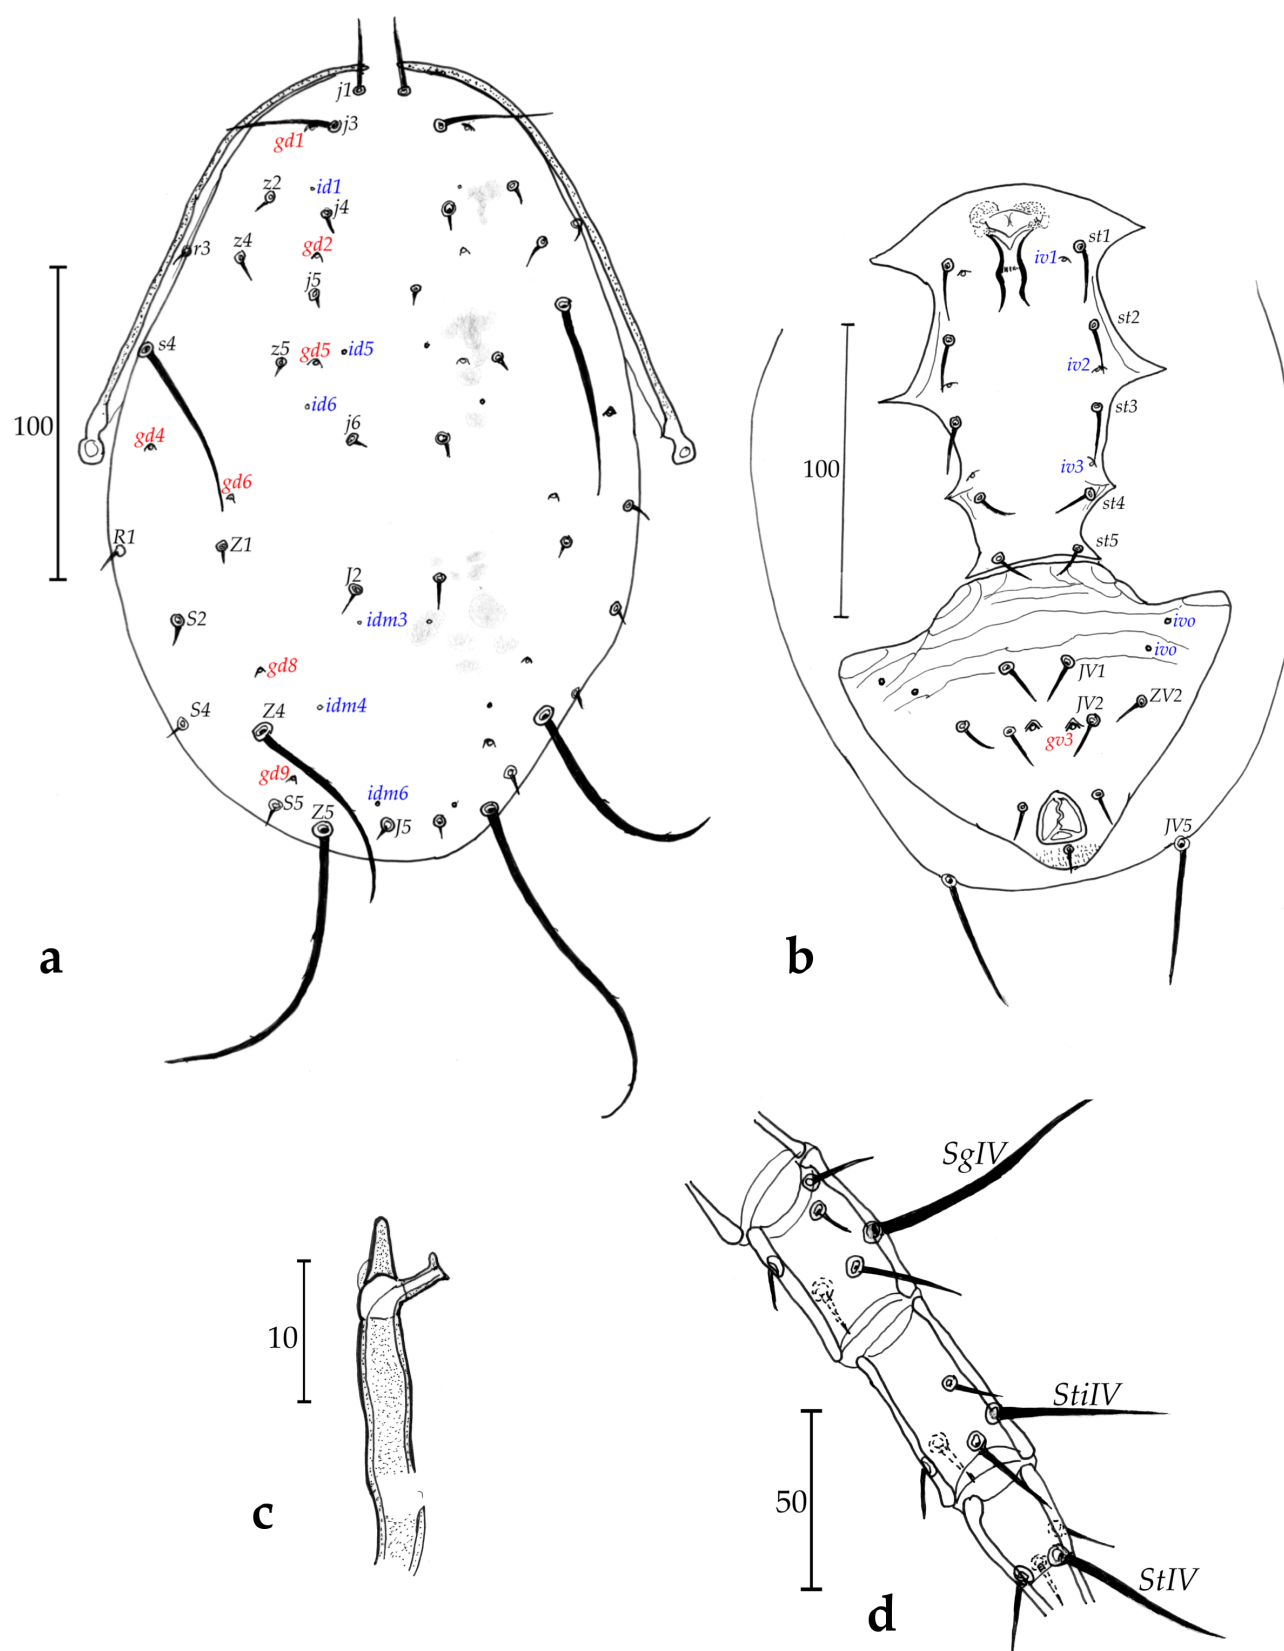 j1
j3
gd1
z2
id1
j4
r3
z4
gd2
j5
s4
z5
gd5
id5
id6
100
gd4
j6
gd6
R1
Z1
J2
S2
idm3
gd8
S4
Z4
idm4
gd9
idm6
S5
Z5
J5
a
st1
iv1
st2
iv2
st3
100
iv3
st4
st5
ivo
ivo
JV1
JV2
ZV2
gv3
JV5
b
10
c
SgIV
StiIV
50
StIV
d